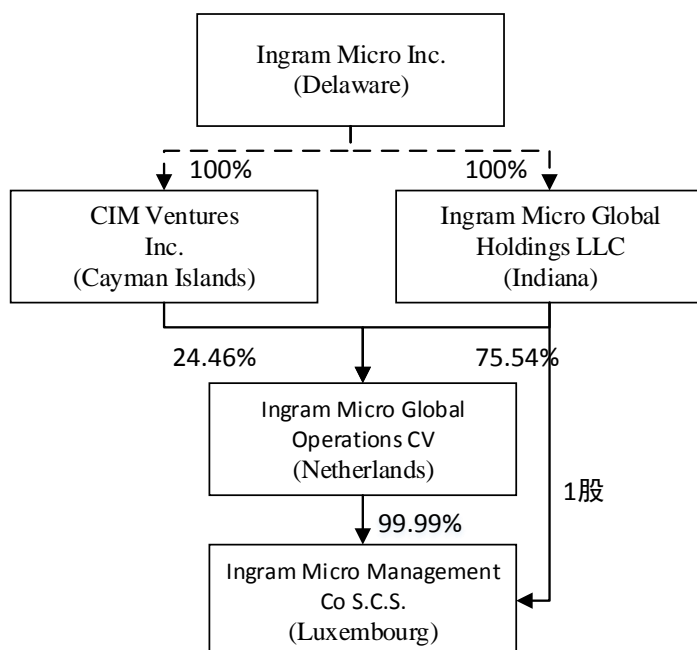 Ingram Micro Inc.
(Delaware)
100%
100%
CIM Ventures
Inc.
(Cayman Islands)
Ingram Micro Global
Holdings LLC
(Indiana)
24.46%
75.54%
Ingram Micro Global
Operations CV
(Netherlands)
1股
99.99%
Ingram Micro Management
Co S.C.S.
(Luxembourg)